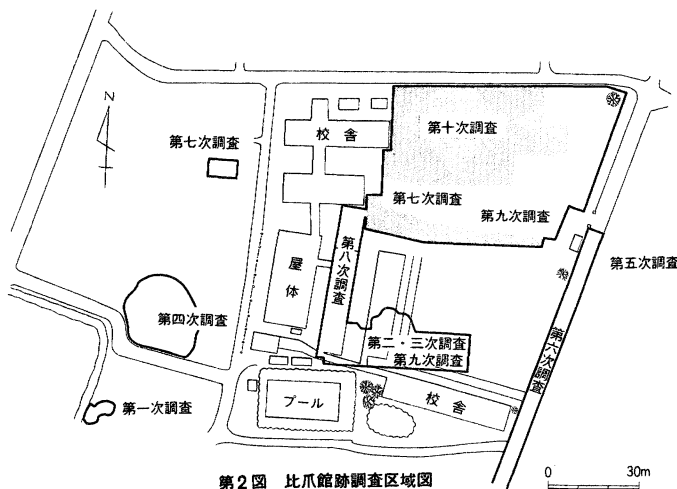 N
校舎
第十次調査
第七次調査
第七次調査
第九次調査
第八次調査
屋体
第五次調査
第四次調査
第二・三次調査
第九次調査
第六次調査
第一次調査
プール
校舎
第2図 比爪館跡調査区域図
0 30m